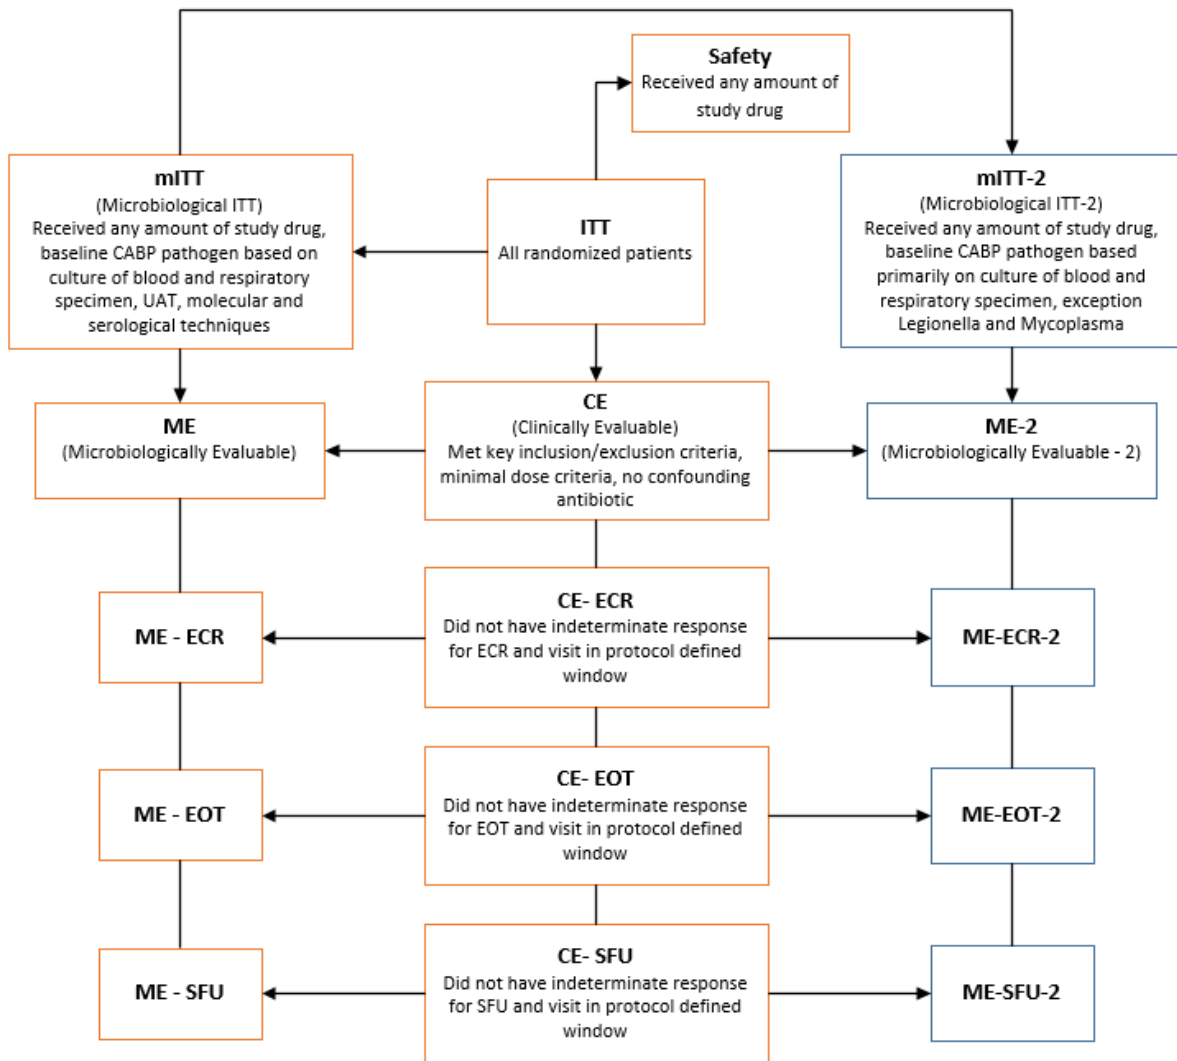 Safety
Received any amount of
study drug
mITT
(Microbiological ITT)
Received any amount of study drug,
baseline CABP pathogen based on
culture of blood and respiratory
specimen, UAT, molecular and
serological techniques
ITT
All randomized patients
mITT-2
(Microbiological ITT-2)
Received any amount of study drug,
baseline CABP pathogen based
primarily on culture of blood and
respiratory specimen, exception
Legionella and Mycoplasma
ME
(Microbiologically Evaluable)
CE
(Clinically Evaluable)
Met key inclusion/exclusion criteria,
minimal dose criteria, no confounding
antibiotic
ME-2
(Microbiologically Evaluable - 2)
ME - ECR
CE- ECR
Did not have indeterminate response
for ECR and visit in protocol defined
window
ME-ECR-2
ME - EOT
CE- EOT
Did not have indeterminate response
for EOT and visit in protocol defined
window
ME-EOT-2
ME - SFU
CE- SFU
Did not have indeterminate response
for SFU and visit in protocol defined
window
ME-SFU-2